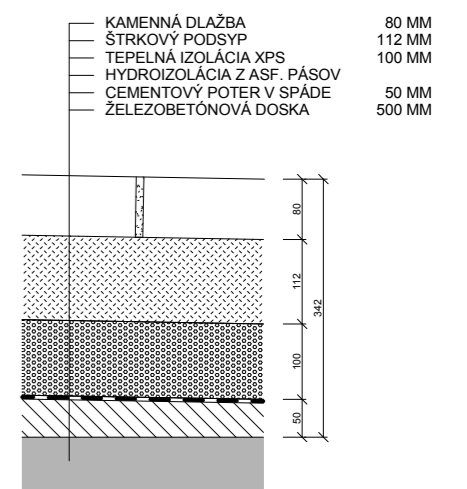 KAMENNÁ DLAŽBA 80 MM
ŠTRKOVÝ PODSYP 112 MM
TEPELNÁ IZOLÁCIA XPS 100 MM
HYDROIZOLÁCIA Z ASF. PÁSOV
CEMENTOVÝ POTER V SPÁDE 50 MM
ŽELEZOBETÓNOVÁ DOSKA 500 MM
80
112
342
100
50